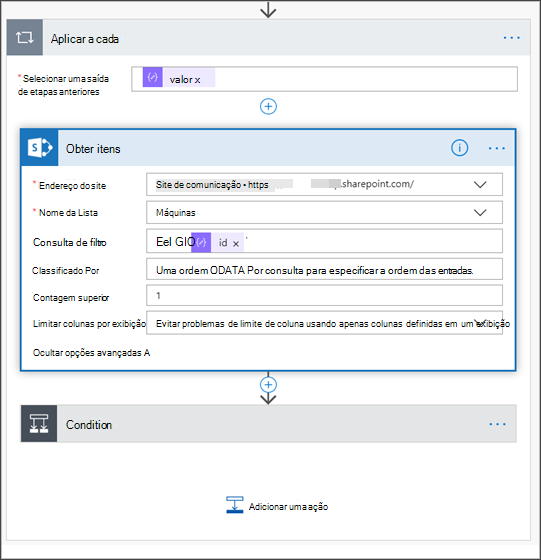 Aplicar a cada
* Selecionar uma saída
de etapas anteriores
valor x
Obter itens
* Endereço do site
Site de comunicação • https .sharepoint.com/
* Nome da Lista
Máquinas
Consulta de filtro
Eel GIO id x '
Classificado Por
Uma ordem ODATA Por consulta para especificar a ordem das entradas.
Contagem superior
1
Limitar colunas por exibição
Evitar problemas de limite de coluna usando apenas colunas definidas em um exibição
Ocultar opções avançadas A
Condition
Adicionar uma ação